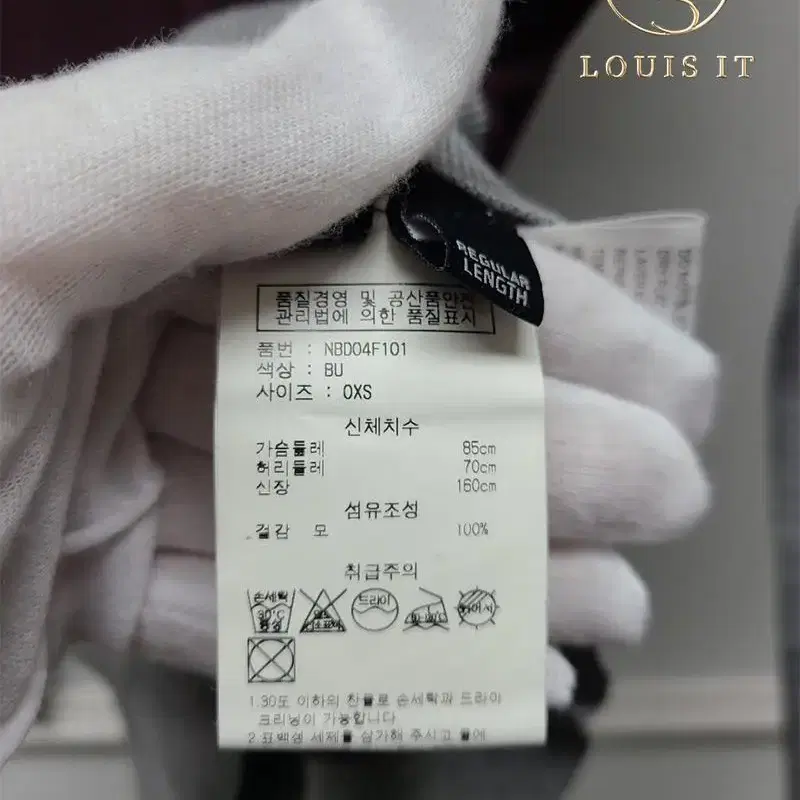 LOUIS IT
REGULAR
LENGTH
품질경영 및 공산품안전
관리법에 의한 품질표시
품번 : NBD04F101
색상 : BU
사이즈 : 0XS
신체치수
가슴둘레 85cm
허리둘레 70cm
신장 160cm
섬유조성
겉감 모 100%
취급주의
손세탁
30℃
중성
드라이
1.30도 이하의 찬물로 손세탁과 드라이
크리닝이 가능합니다
2.표백성 세제를 삼가해 주시고 물에